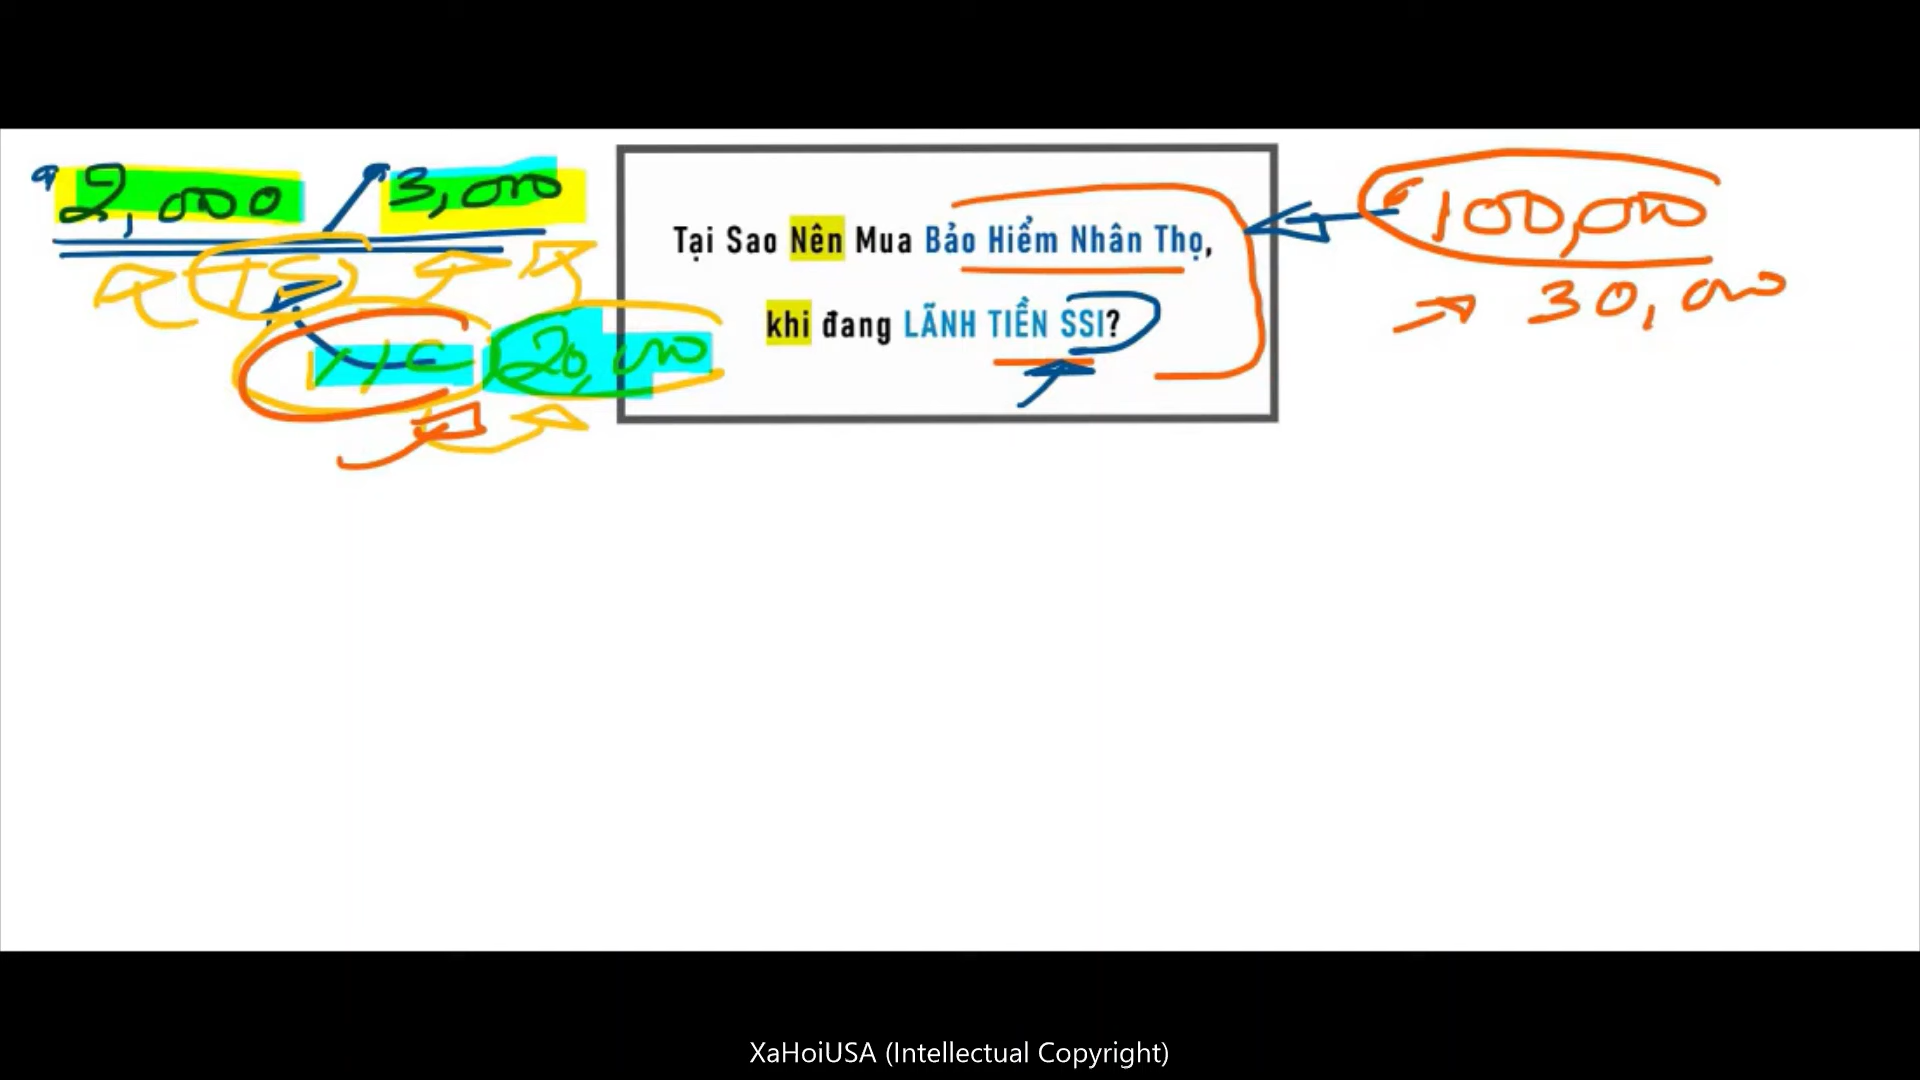 2,000 3,000
Tại Sao Nên Mua Bảo Hiểm Nhân Thọ,
khi đang LÃNH TIỀN SSI?
100,000
30,000
20,000
XaHoiUSA (Intellectual Copyright)